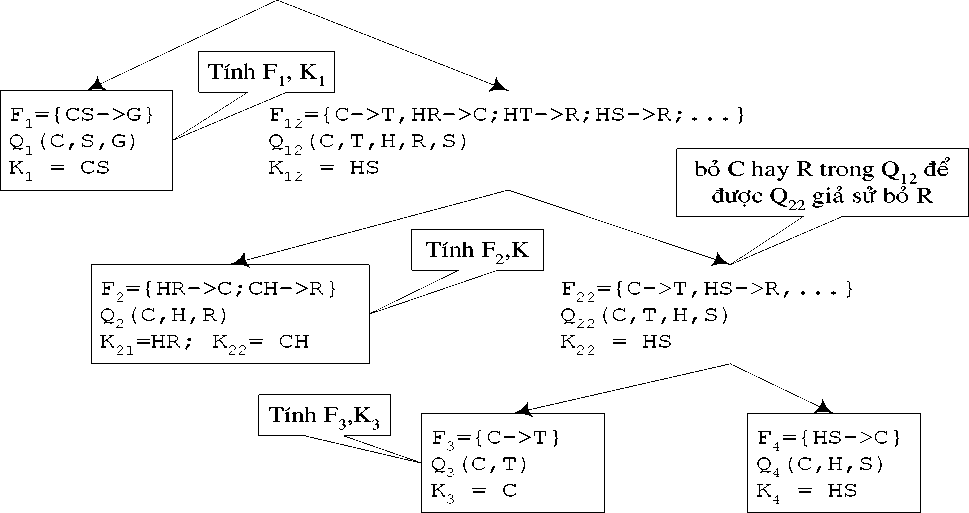 Tính F₁, K₁
F₁={CS->G}
Q₁(C,S,G)
K₁ = CS
F₁₂={C->T,HR->C;HT->R;HS->R;...}
Q₁₂(C,T,H,R,S)
K₁₂ = HS
bỏ C hay R trong Q₁₂ để
được Q₂₂ giả sử bỏ R
Tính F₂,K
F₂={HR->C;CH->R}
Q₂(C,H,R)
K₂₁=HR; K₂₂= CH
F₂₂={C->T,HS->R,...}
Q₂₂(C,T,H,S)
K₂₂ = HS
Tính F₃,K₃
F₃={C->T}
Q₃(C,T)
K₃ = C
F₄={HS->C}
Q₄(C,H,S)
K₄ = HS